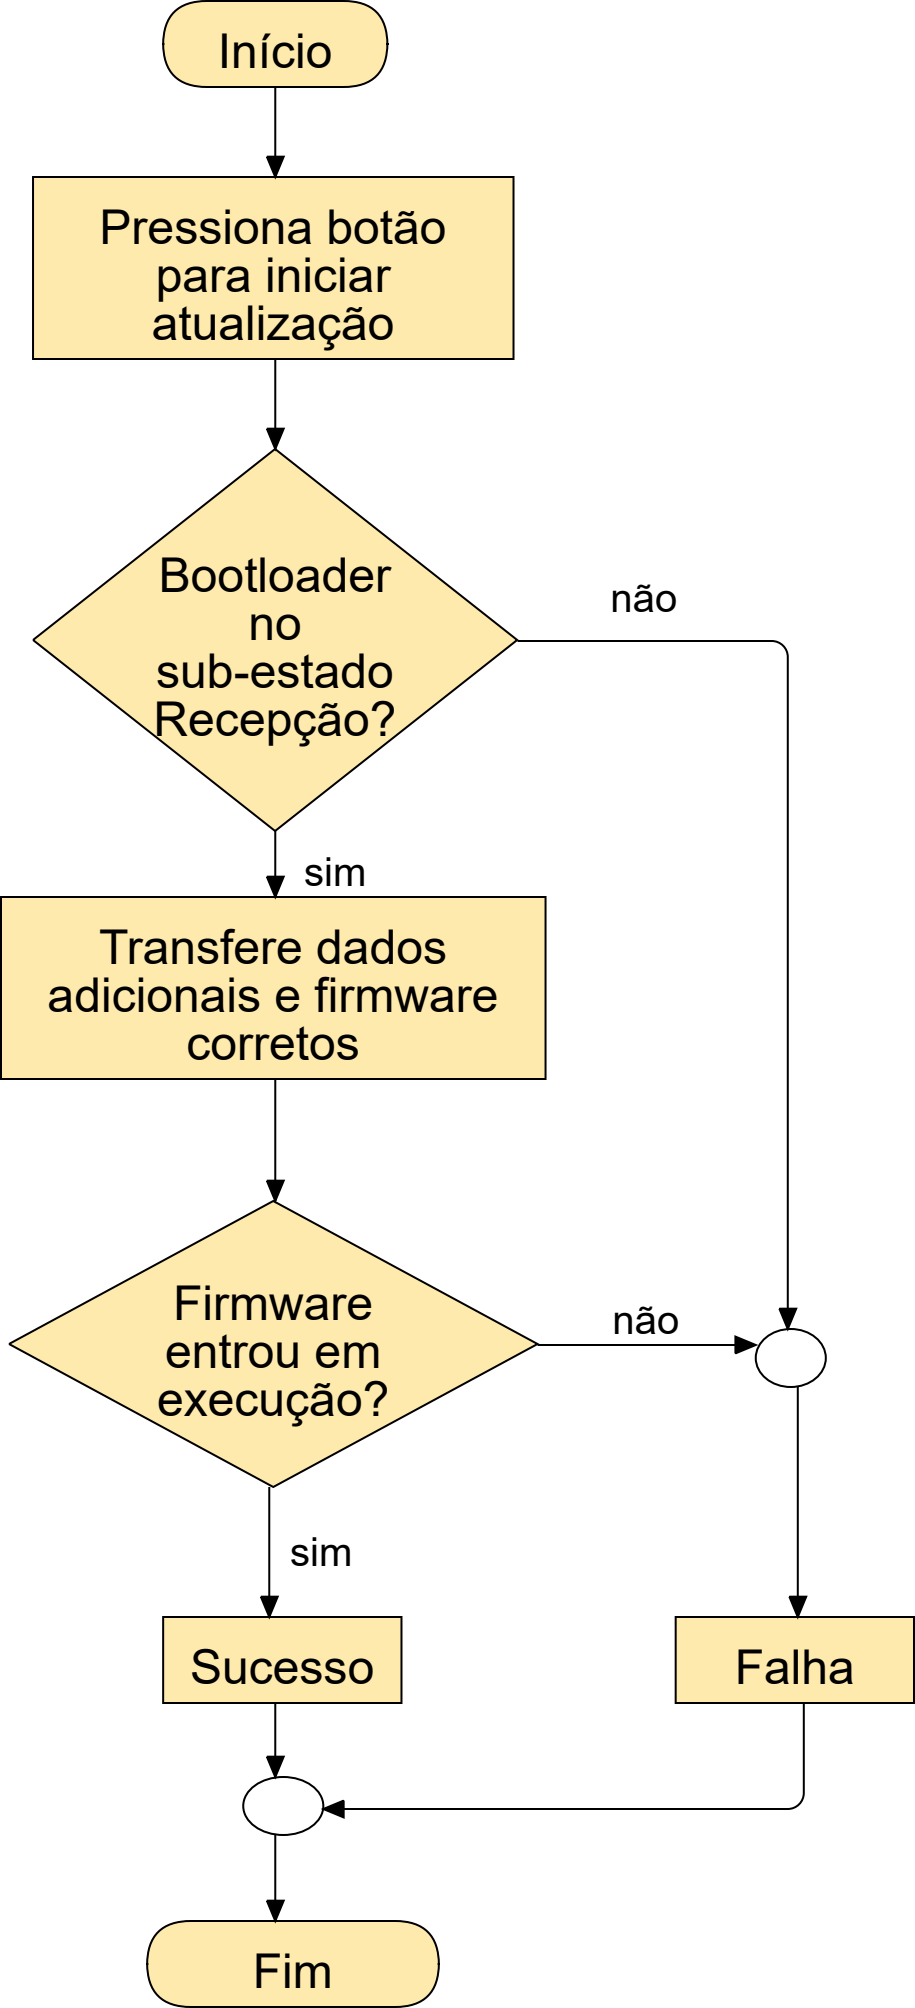 Início
Pressiona botão
para iniciar
atualização
Bootloader
no
sub-estado
Recepção?
não
sim
Transfere dados
adicionais e firmware
corretos
Firmware
entrou em
execução?
não
sim
Sucesso
Falha
Fim